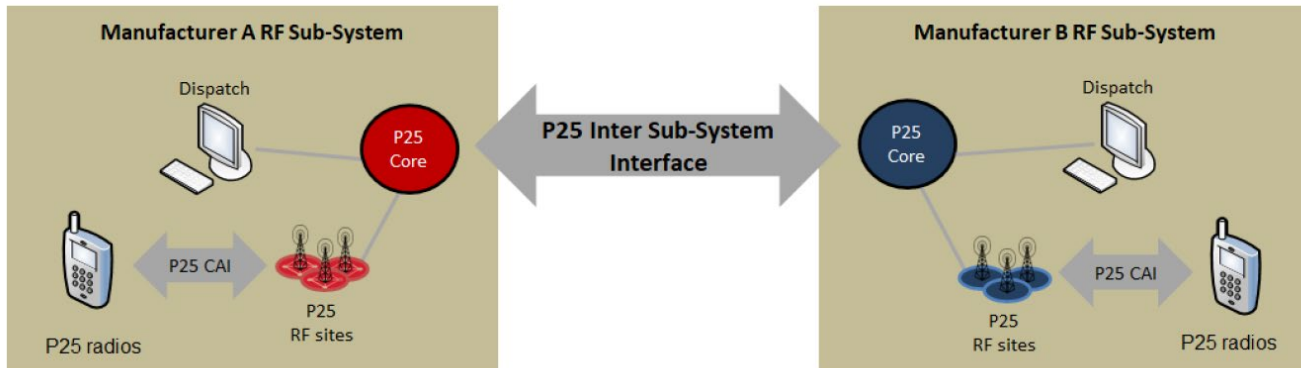 Manufacturer A RF Sub-System
Dispatch
P25
Core
P25 CAI
P25
RF sites
P25 radios
P25 Inter Sub-System
Interface
Manufacturer B RF Sub-System
P25
Core
Dispatch
P25 CAI
P25
RF sites
P25 radios